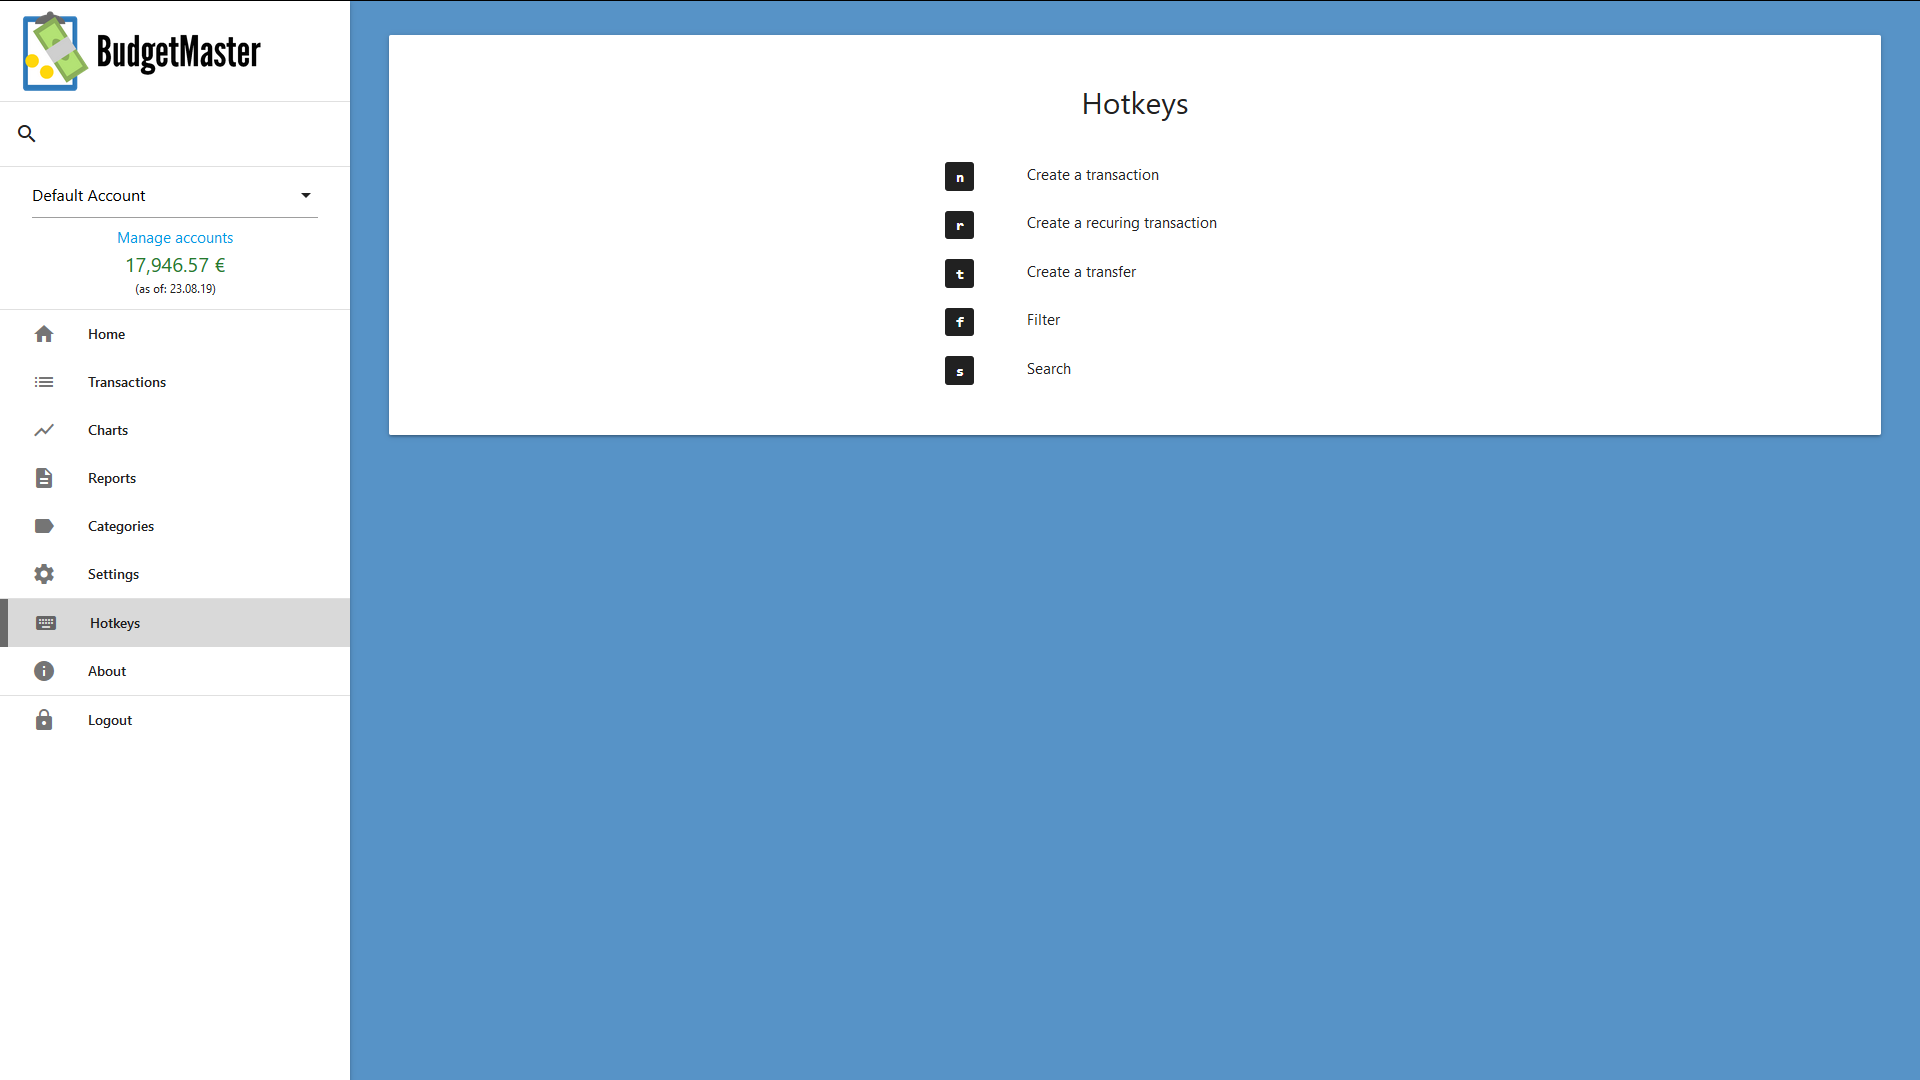 BudgetMaster
Default Account
Manage accounts
17,946.57 €
(as of: 23.08.19)
Home
Transactions
Charts
Reports
Categories
Settings
Hotkeys
About
Logout
Hotkeys
n Create a transaction
r Create a recuring transaction
t Create a transfer
f Filter
s Search